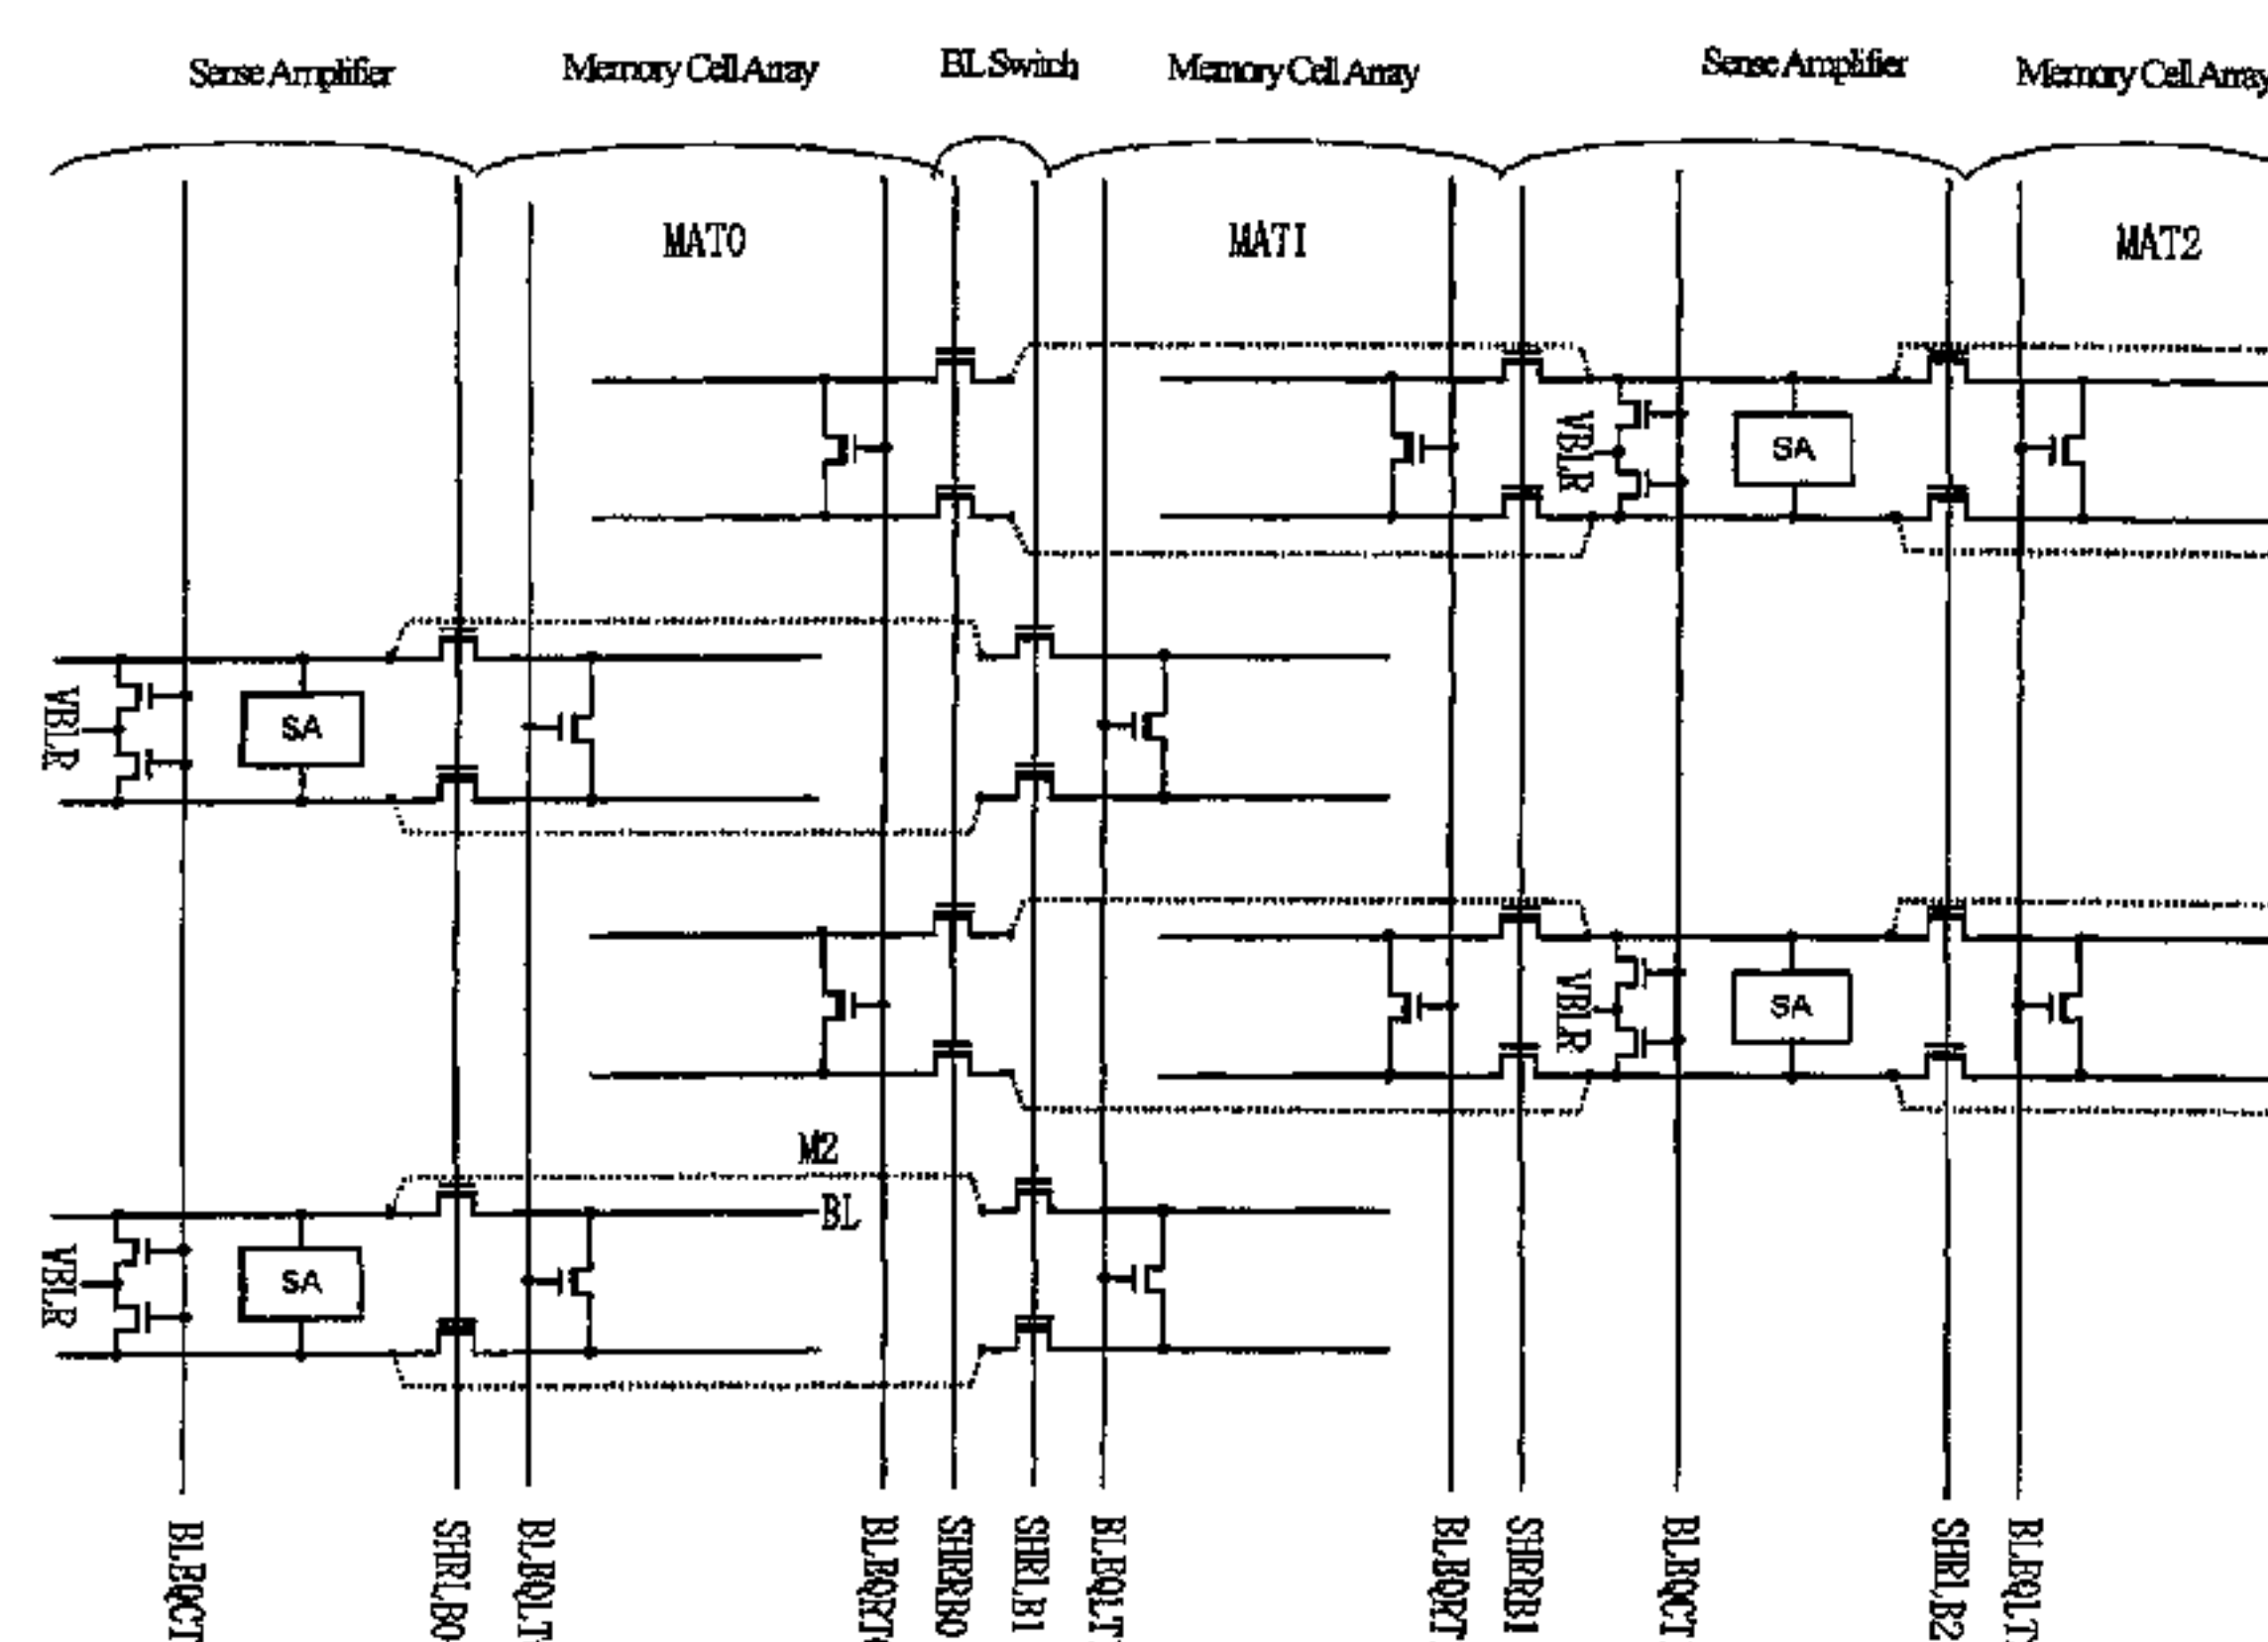 Sense Amplifier
Memory Cell Array
BL Switch
Memory Cell Array
Sense Amplifier
Memory Cell Array
MAT0
MAT1
MAT2
VBLR
SA
VBLR
SA
VBLR
SA
M2
BL
VBLR
SA
BLEQCT
SHRLB0
BLEQLT
BLEQRT
SHRRB0
SHRLB1
BLEQLT
BLEQRT
SHRRB1
BLEQCT
SHRLB2
BLEQLT